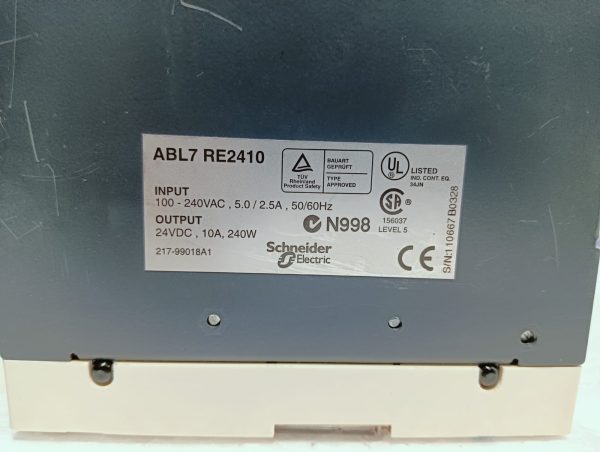 ABL7 RE2410
INPUT
100 - 240VAC , 5.0 / 2.5A , 50/60Hz
OUTPUT
24VDC , 10A, 240W
217-99018A1
TÜV
Rheinland
Product Safety
BAUART
GEPRÜFT
TYPE
APPROVED
UL
LISTED
IND. CONT. EQ.
34JN
SA
156037
LEVEL 5
N998
Schneider
Electric
CE
S/N:110667 B0328